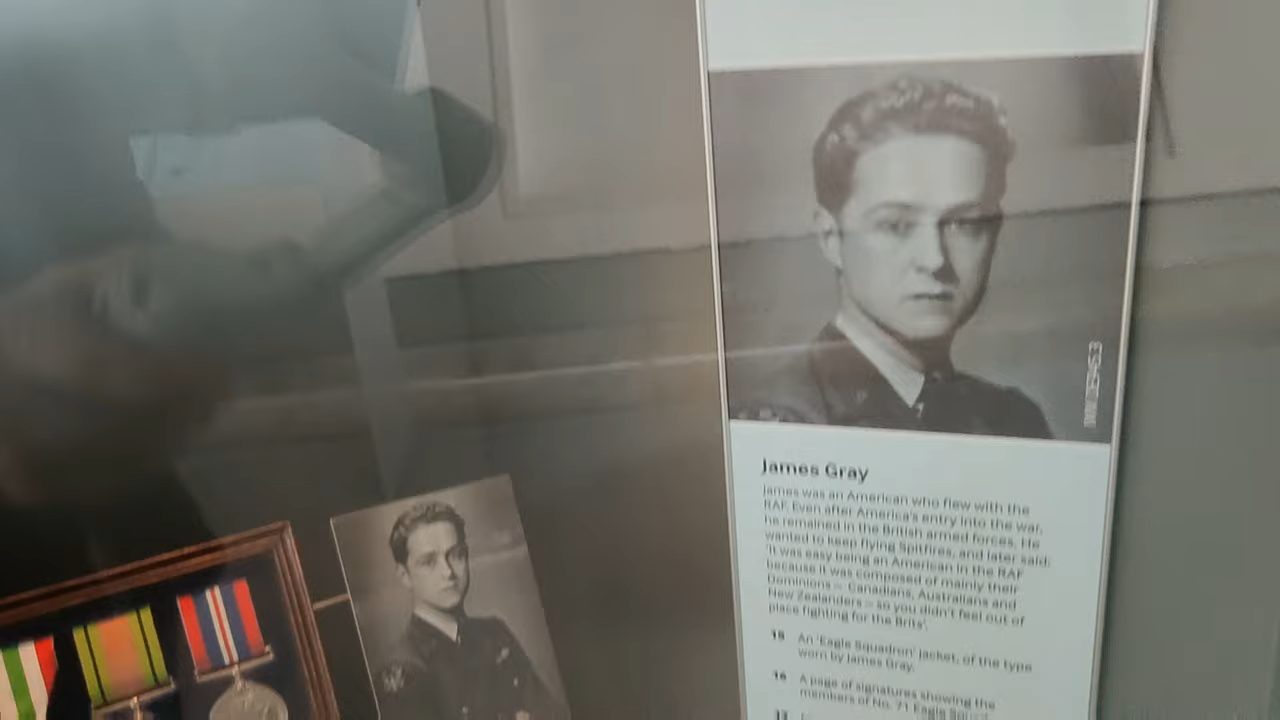 James Gray
James was an American who flew with the
RAF. Even after America's entry into the war,
he remained in the British armed forces. He
wanted to keep flying Spitfires, and later said:
'It was easy being an American in the RAF
because it was composed of mainly their
Dominions – Canadians, Australians and
New Zealanders – so you didn't feel out of
place fighting for the Brits'.
15 An 'Eagle Squadron' jacket, of the type
worn by James Gray.
16 A page of signatures showing the
members of No. 71 Eagle